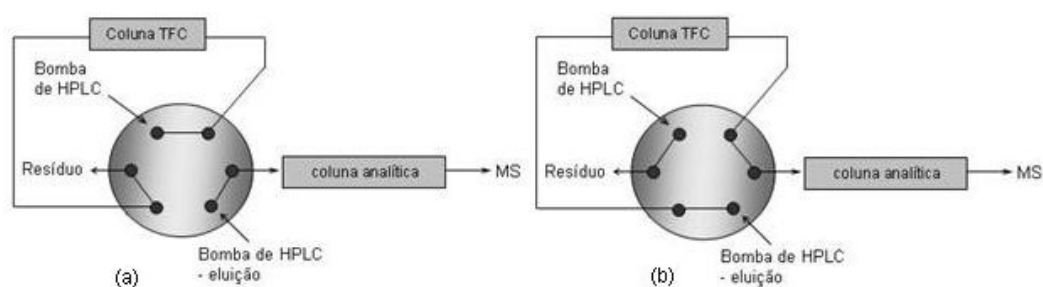 Coluna TFC
Bomba
de HPLC
Resíduo
coluna analítica
MS
Bomba de HPLC
- eluição
(a)
Coluna TFC
Bomba
de HPLC
Resíduo
coluna analítica
MS
Bomba de HPLC
- eluição
(b)